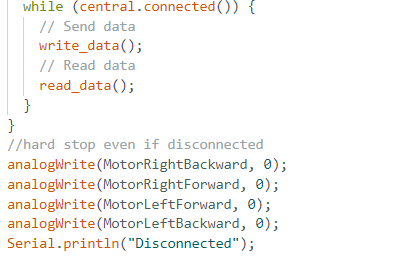 while (central.connected()) {
// Send data
write_data();
// Read data
read_data();
}
}
//hard stop even if disconnected
analogWrite(MotorRightBackward, 0);
analogWrite(MotorRightForward, 0);
analogWrite(MotorLeftForward, 0);
analogWrite(MotorLeftBackward, 0);
Serial.println("Disconnected");